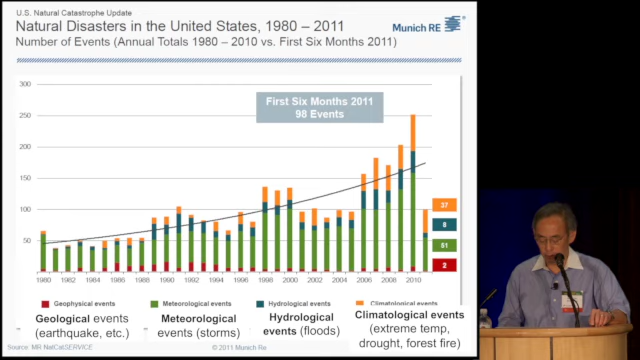 U.S. Natural Catastrophe Update
Natural Disasters in the United States, 1980 – 2011
Number of Events (Annual Totals 1980 – 2010 vs. First Six Months 2011)
Munich RE
First Six Months 2011
98 Events
300
250
200
150
100
50
37
8
51
2
1980 1982 1984 1986 1988 1990 1992 1994 1996 1998 2000 2002 2004 2006 2008 2010
Geophysical events
Meteorological events
Hydrological events
Climatological events
Geological events
(earthquake, etc.)
Meteorological
events (storms)
Hydrological
events (floods)
Climatological events
(extreme temp,
drought, forest fire)
Source: MR NatCatSERVICE
© 2011 Munich Re